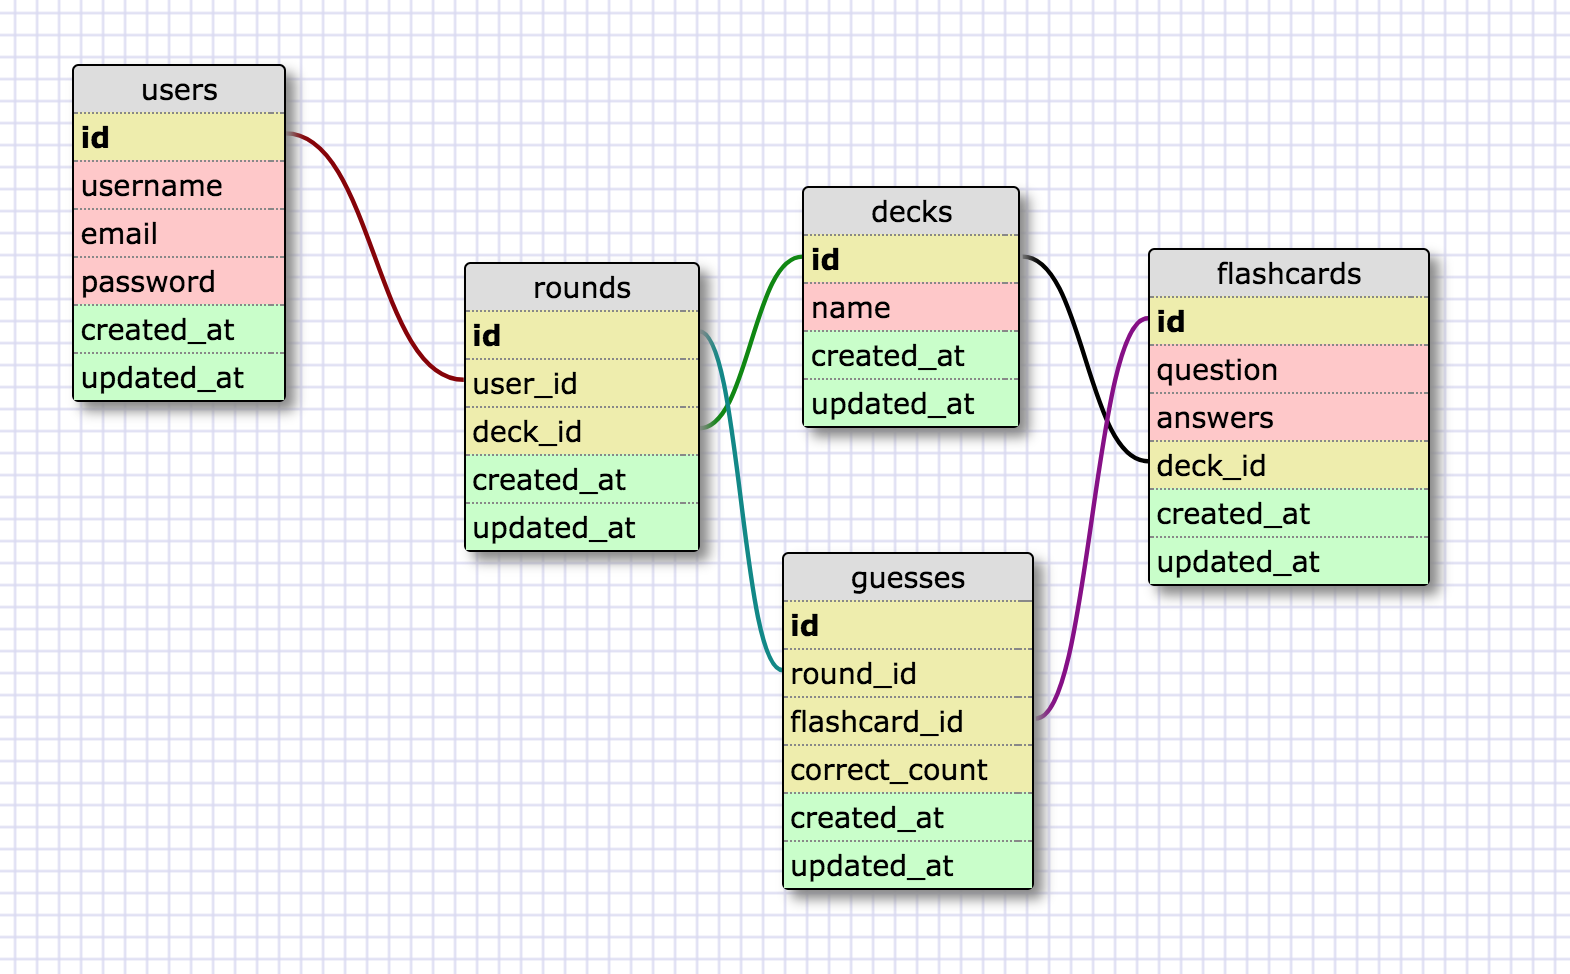 users
id
username
email
password
created_at
updated_at
rounds
id
user_id
deck_id
created_at
updated_at
decks
id
name
created_at
updated_at
guesses
id
round_id
flashcard_id
correct_count
created_at
updated_at
flashcards
id
question
answers
deck_id
created_at
updated_at